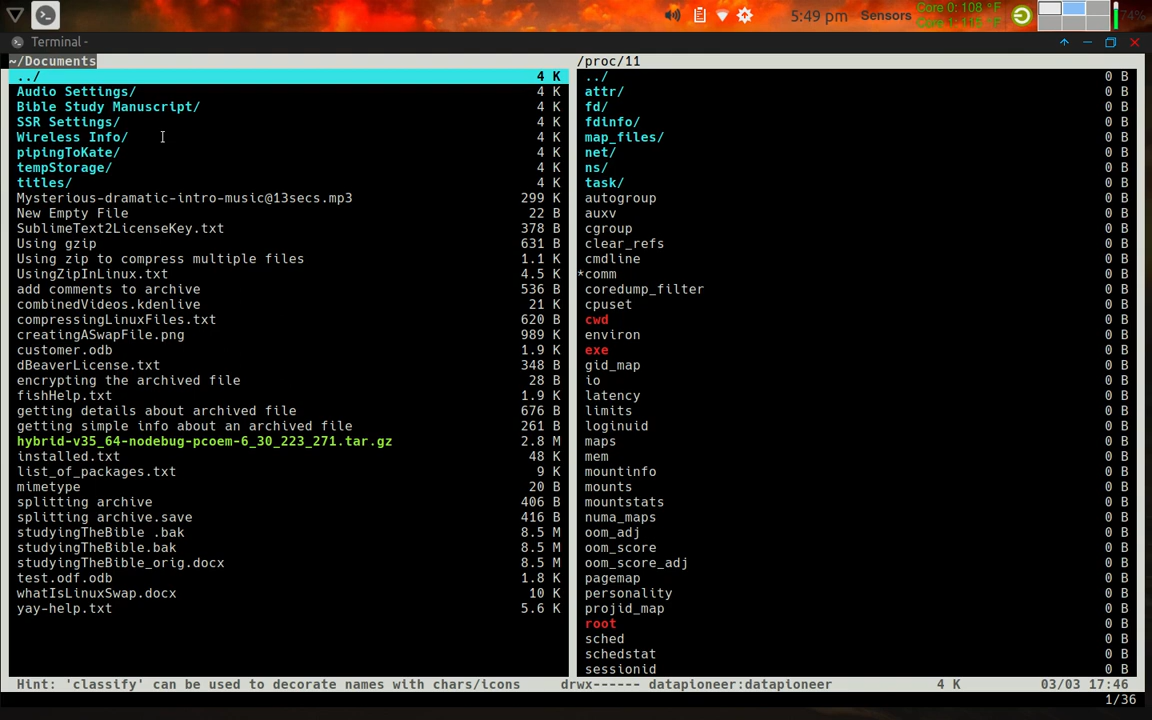 5:49 pm Sensors Core 0: 108 °F
Core 1: 115 °F
74%
Terminal -
~/Documents
../ 4 K
Audio Settings/ 4 K
Bible Study Manuscript/ 4 K
SSR Settings/ 4 K
Wireless Info/ 4 K
pipingToKate/ 4 K
tempStorage/ 4 K
titles/ 4 K
Mysterious-dramatic-intro-music@13secs.mp3 299 K
New Empty File 22 B
SublimeText2LicenseKey.txt 378 B
Using gzip 631 B
Using zip to compress multiple files 1.1 K
UsingZipInLinux.txt 4.5 K
add comments to archive 536 B
combinedVideos.kdenlive 21 K
compressingLinuxFiles.txt 620 B
creatingASwapFile.png 989 K
customer.odb 1.9 K
dBeaverLicense.txt 348 B
encrypting the archived file 28 B
fishHelp.txt 1.9 K
getting details about archived file 676 B
getting simple info about an archived file 261 B
hybrid-v35_64-nodebug-pcoem-6_30_223_271.tar.gz 2.8 M
installed.txt 48 K
list_of_packages.txt 9 K
mimetype 20 B
splitting archive 406 B
splitting archive.save 416 B
studyingTheBible .bak 8.5 M
studyingTheBible.bak 8.5 M
studyingTheBible_orig.docx 8.5 M
test.odf.odb 1.8 K
whatIsLinuxSwap.docx 10 K
yay-help.txt 5.6 K
/proc/11
../ 0 B
attr/ 0 B
fd/ 0 B
fdinfo/ 0 B
map_files/ 0 B
net/ 0 B
ns/ 0 B
task/ 0 B
autogroup 0 B
auxv 0 B
cgroup 0 B
clear_refs 0 B
cmdline 0 B
*comm 0 B
coredump_filter 0 B
cpuset 0 B
cwd 0 B
environ 0 B
exe 0 B
gid_map 0 B
io 0 B
latency 0 B
limits 0 B
loginuid 0 B
maps 0 B
mem 0 B
mountinfo 0 B
mounts 0 B
mountstats 0 B
numa_maps 0 B
oom_adj 0 B
oom_score 0 B
oom_score_adj 0 B
pagemap 0 B
personality 0 B
projid_map 0 B
root 0 B
sched 0 B
schedstat 0 B
sessionid 0 B
Hint: 'classify' can be used to decorate names with chars/icons drwx------ datapioneer:datapioneer 4 K 03/03 17:46
1/36